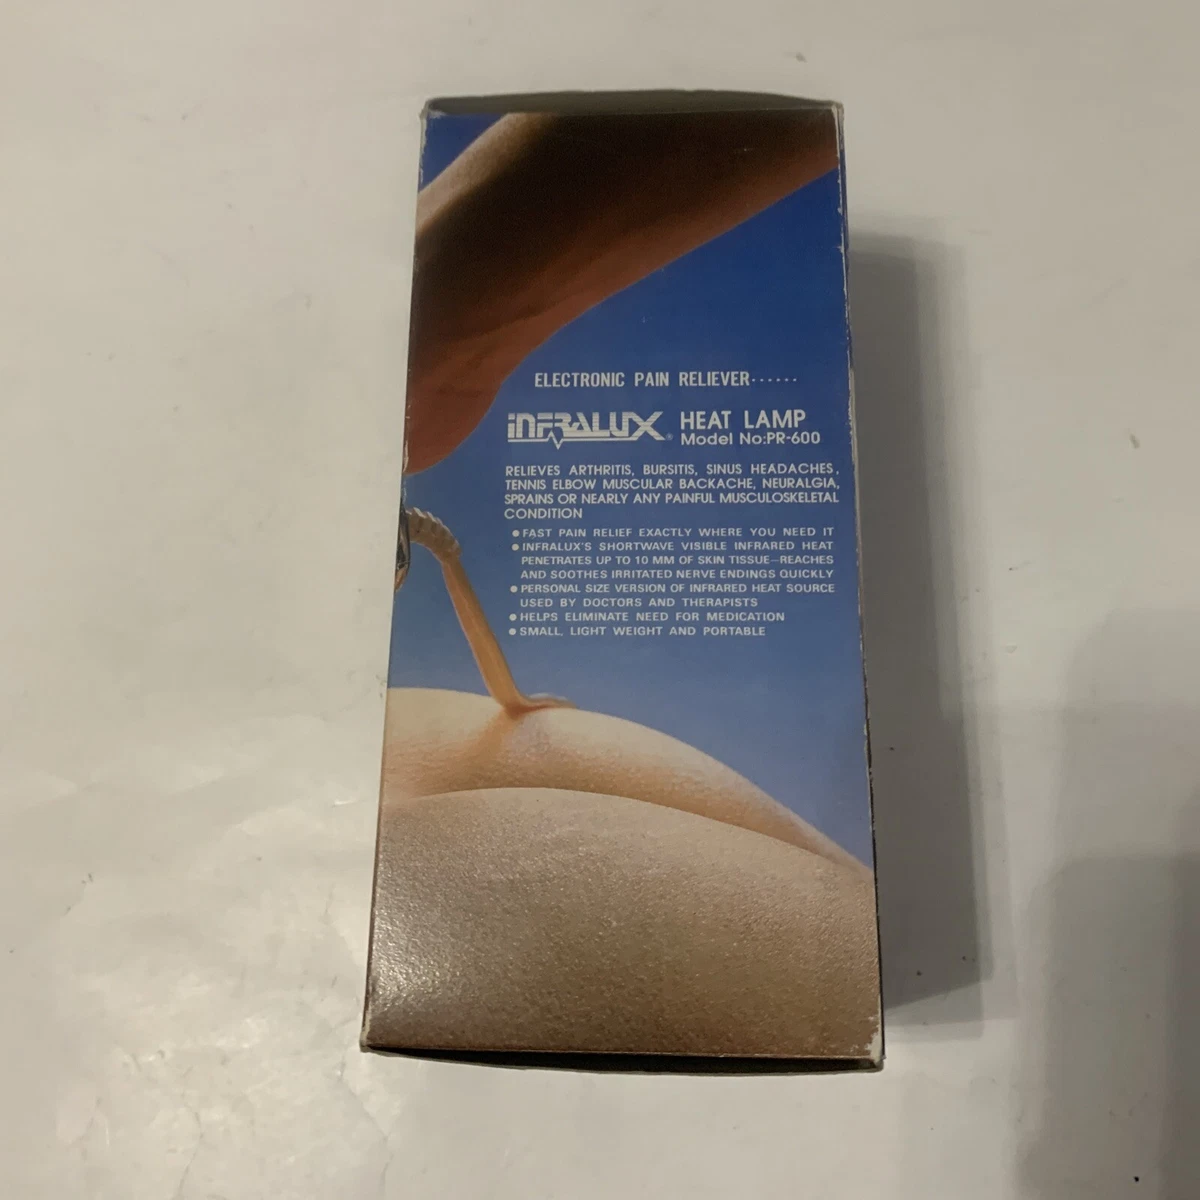 ELECTRONIC PAIN RELIEVER······
iNFRALUX® HEAT LAMP
Model No:PR-600
RELIEVES ARTHRITIS, BURSITIS, SINUS HEADACHES,
TENNIS ELBOW MUSCULAR BACKACHE, NEURALGIA,
SPRAINS OR NEARLY ANY PAINFUL MUSCULOSKELETAL
CONDITION
● FAST PAIN RELIEF EXACTLY WHERE YOU NEED IT
● INFRALUX'S SHORTWAVE VISIBLE INFRARED HEAT
PENETRATES UP TO 10 MM OF SKIN TISSUE—REACHES
AND SOOTHES IRRITATED NERVE ENDINGS QUICKLY
● PERSONAL SIZE VERSION OF INFRARED HEAT SOURCE
USED BY DOCTORS AND THERAPISTS
● HELPS ELIMINATE NEED FOR MEDICATION
● SMALL, LIGHT WEIGHT AND PORTABLE